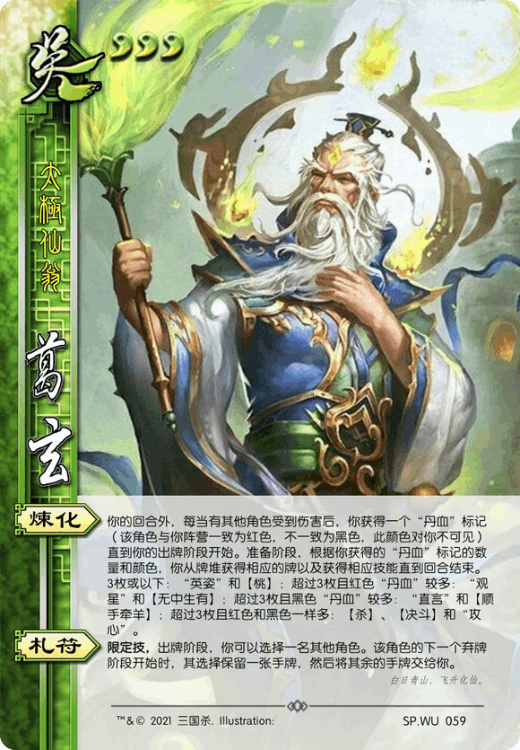 吴
太極仙翁
葛玄
煉化
你的回合外，每当有其他角色受到伤害后，你获得一个“丹血”标记
（该角色与你阵营一致为红色，不一致为黑色，此颜色对你不可见）
直到你的出牌阶段开始。准备阶段，根据你获得的“丹血”标记的数
量和颜色，你从牌堆获得相应的牌以及获得相应技能直到回合结束。
3枚或以下：“英姿”和【桃】；超过3枚且红色“丹血”较多：“观
星”和【无中生有】；超过3枚且黑色“丹血”较多：“直言”和【顺
手牵羊】；超过3枚且红色和黑色一样多：【杀】、【决斗】和“攻
心”。
札符
限定技，出牌阶段，你可以选择一名其他角色。该角色的下一个弃牌
阶段开始时，其选择保留一张手牌，然后将其余的手牌交给你。
白日青山，飞升化仙。
™&© 2021 三国杀. Illustration:
SP.WU 059